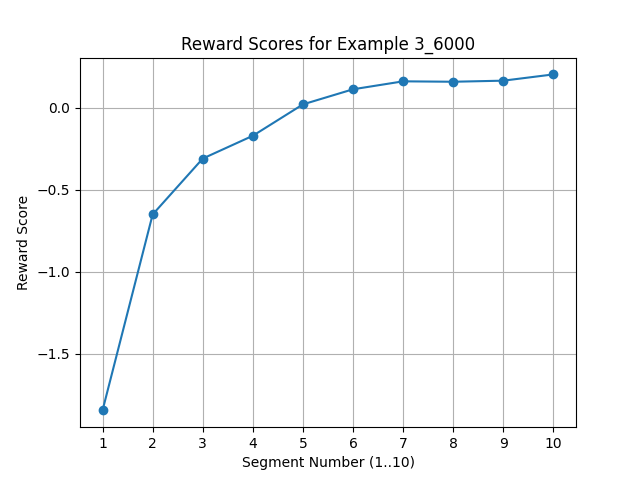 Reward Scores for Example 3_6000
Reward Score
0.0
−0.5
−1.0
−1.5
1 2 3 4 5 6 7 8 9 10
Segment Number (1..10)